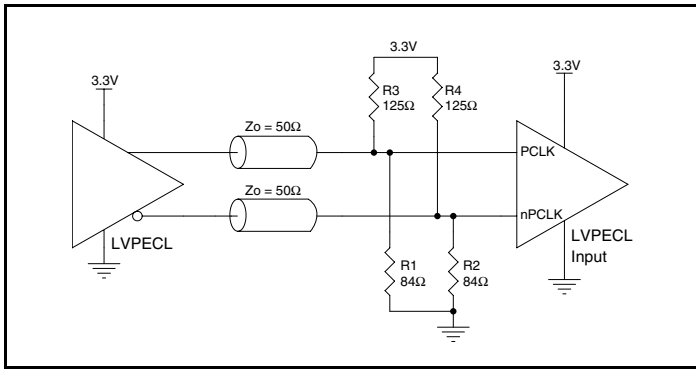 3.3V
3.3V
3.3V
R3
125Ω
R4
125Ω
Zo = 50Ω
PCLK
Zo = 50Ω
nPCLK
LVPECL
LVPECL
Input
R1
84Ω
R2
84Ω